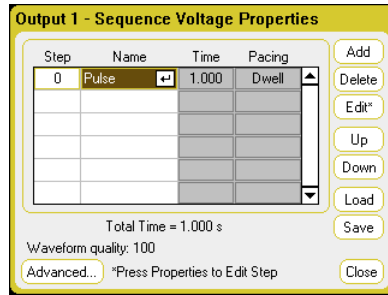 Output 1 - Sequence Voltage Properties
Step Name Time Pacing
0 Pulse 1.000 Dwell
Add
Delete
Edit*
Up
Down
Load
Save
Total Time = 1.000 s
Waveform quality: 100
Advanced... *Press Properties to Edit Step
Close